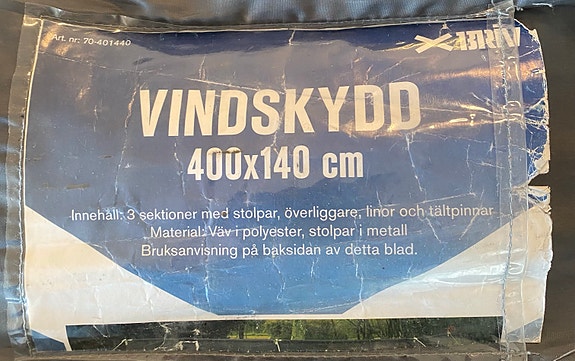 Art. nr: 70-401440
VINDSKYDD
400x140 cm
Innehåll: 3 sektioner med stolpar, överliggare, linor och tältpinnar
Material: Väv i polyester, stolpar i metall
Bruksanvisning på baksidan av detta blad.